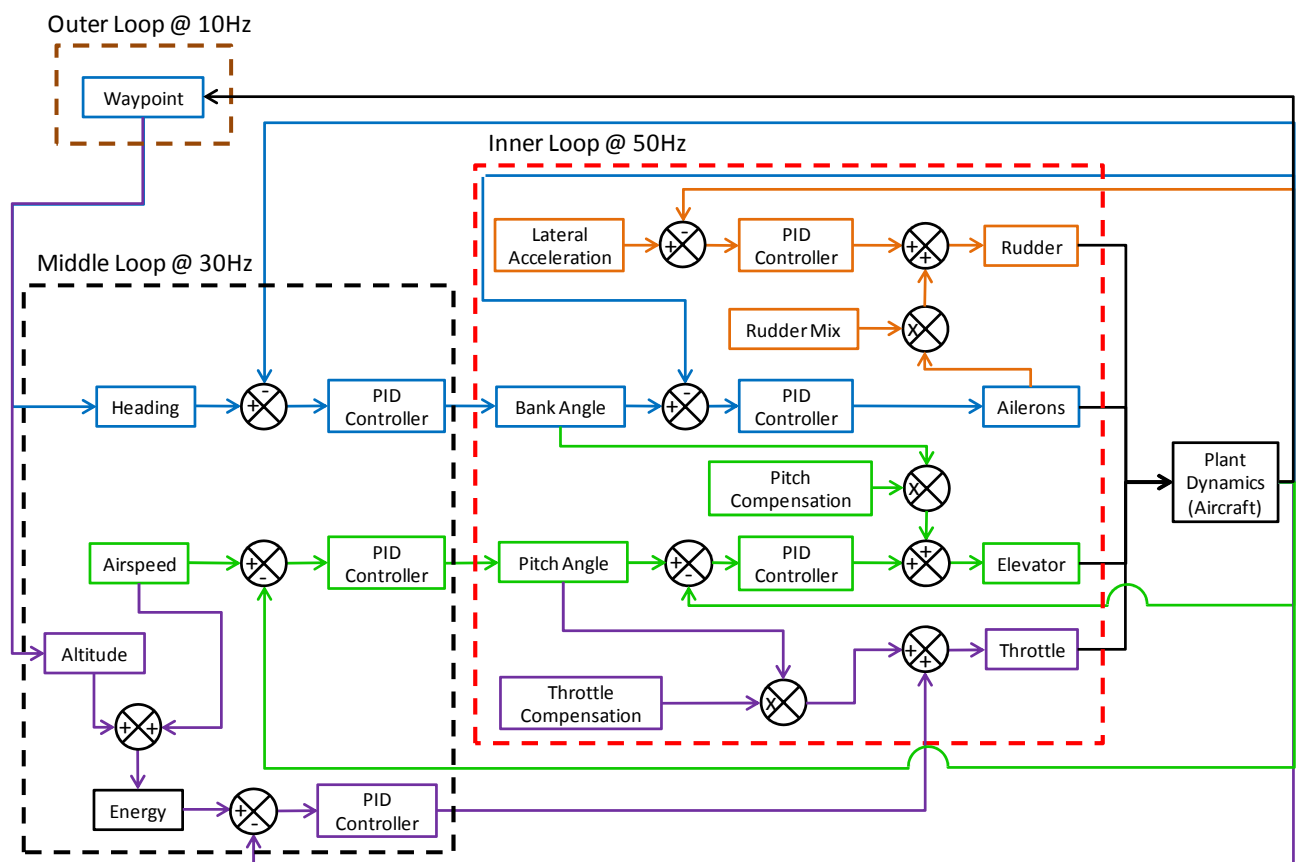 Outer Loop @ 10Hz
Waypoint
Inner Loop @ 50Hz
Lateral
Acceleration
-
+
PID
Controller
+
+
Rudder
Middle Loop @ 30Hz
Rudder Mix
x
Heading
-
+
PID
Controller
Bank Angle
-
+
PID
Controller
Ailerons
Pitch
Compensation
x
Plant
Dynamics
(Aircraft)
Airspeed
+
-
PID
Controller
Pitch Angle
+
-
PID
Controller
+
+
Elevator
Altitude
+
+
Throttle
Throttle
Compensation
x
+
+
Energy
+
-
PID
Controller